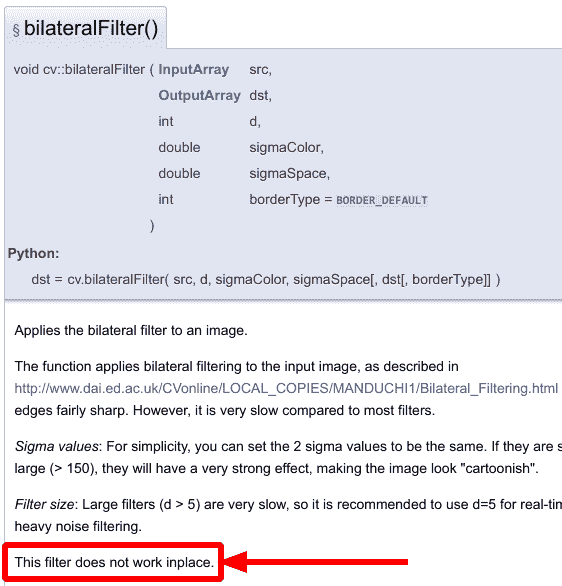 § bilateralFilter()
void cv::bilateralFilter ( InputArray src,
OutputArray dst,
int d,
double sigmaColor,
double sigmaSpace,
int borderType = BORDER_DEFAULT
)
Python:
dst = cv.bilateralFilter( src, d, sigmaColor, sigmaSpace[, dst[, borderType]] )
Applies the bilateral filter to an image.
The function applies bilateral filtering to the input image, as described in
http://www.dai.ed.ac.uk/CVonline/LOCAL_COPIES/MANDUCHI1/Bilateral_Filtering.html
edges fairly sharp. However, it is very slow compared to most filters.
Sigma values: For simplicity, you can set the 2 sigma values to be the same. If they are s
large (> 150), they will have a very strong effect, making the image look "cartoonish".
Filter size: Large filters (d > 5) are very slow, so it is recommended to use d=5 for real-tim
heavy noise filtering.
This filter does not work inplace.